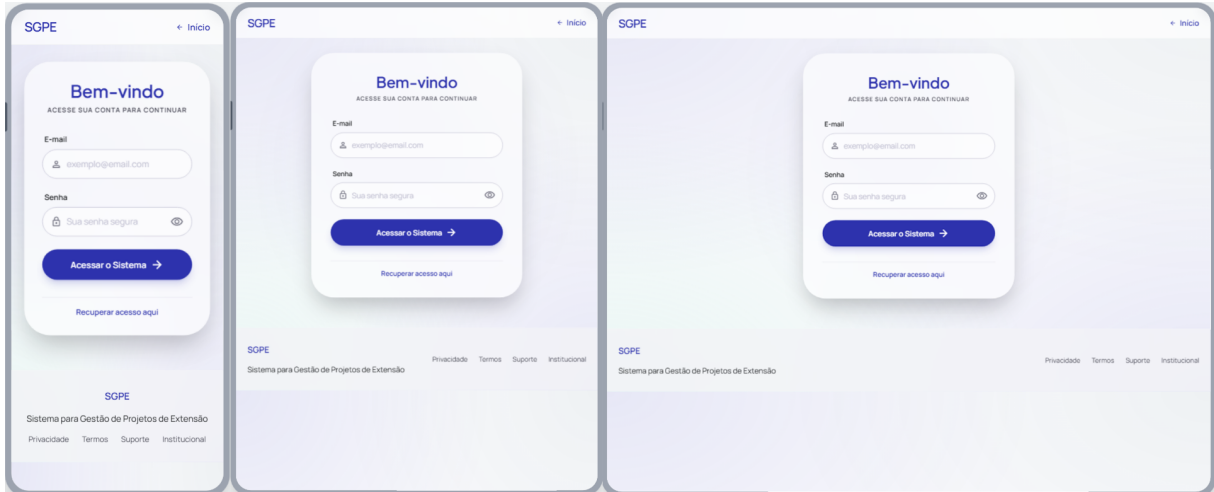 SGPE
← Início
Bem-vindo
ACESSE SUA CONTA PARA CONTINUAR
E-mail
exemplo@email.com
Senha
Sua senha segura
Acessar o Sistema →
Recuperar acesso aqui
SGPE
Sistema para Gestão de Projetos de Extensão
Privacidade Termos Suporte Institucional
SGPE
← Início
Bem-vindo
ACESSE SUA CONTA PARA CONTINUAR
E-mail
exemplo@email.com
Senha
Sua senha segura
Acessar o Sistema →
Recuperar acesso aqui
SGPE
Sistema para Gestão de Projetos de Extensão
Privacidade Termos Suporte Institucional
SGPE
← Início
Bem-vindo
ACESSE SUA CONTA PARA CONTINUAR
E-mail
exemplo@email.com
Senha
Sua senha segura
Acessar o Sistema →
Recuperar acesso aqui
SGPE
Sistema para Gestão de Projetos de Extensão
Privacidade Termos Suporte Institucional